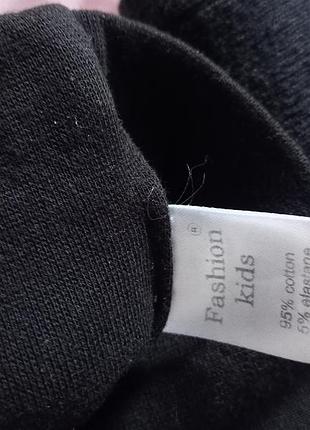 ®
Fashion
kids
95% cotton
5% elastane